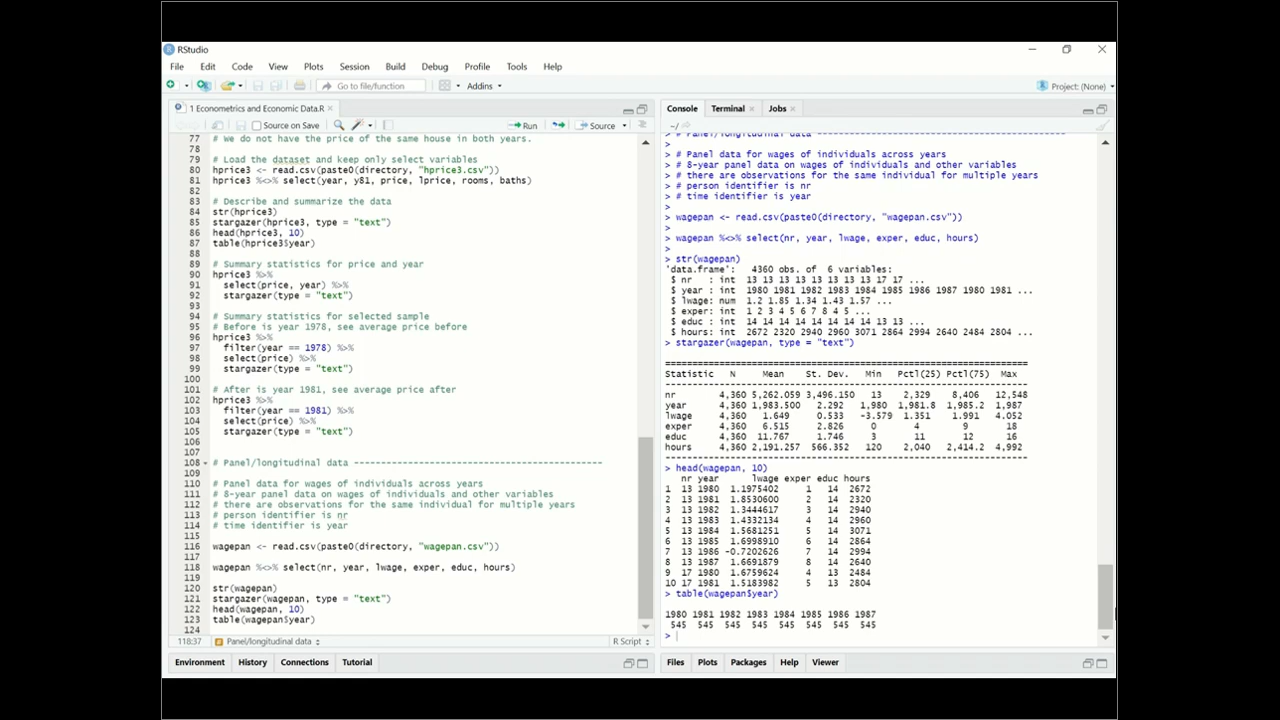 RStudio
File Edit Code View Plots Session Build Debug Profile Tools Help
Go to file/function Addins Project: (None)
1 Econometrics and Economic Data.R
Source on Save Run Source
77 # we do not have the price of the same house in both years.
78
79 # Load the dataset and keep only select variables
80 hprice3 <- read.csv(paste0(directory, "hprice3.csv"))
81 hprice3 %<>% select(year, y81, price, lprice, rooms, baths)
82
83 # Describe and summarize the data
84 str(hprice3)
85 stargazer(hprice3, type = "text")
86 head(hprice3, 10)
87 table(hprice3$year)
88
89 # Summary statistics for price and year
90 hprice3 %>%
91 select(price, year) %>%
92 stargazer(type = "text")
93
94 # Summary statistics for selected sample
95 # Before is year 1978, see average price before
96 hprice3 %>%
97 filter(year == 1978) %>%
98 select(price) %>%
99 stargazer(type = "text")
100
101 # After is year 1981, see average price after
102 hprice3 %>%
103 filter(year == 1981) %>%
104 select(price) %>%
105 stargazer(type = "text")
106
107
108 # Panel/longitudinal data ------------------------------------------
109
110 # Panel data for wages of individuals across years
111 # 8-year panel data on wages of individuals and other variables
112 # there are observations for the same individual for multiple years
113 # person identifier is nr
114 # time identifier is year
115
116 wagepan <- read.csv(paste0(directory, "wagepan.csv"))
117
118 wagepan %<>% select(nr, year, lwage, exper, educ, hours)
119
120 str(wagepan)
121 stargazer(wagepan, type = "text")
122 head(wagepan, 10)
123 table(wagepan$year)
124
118:37 Panel/longitudinal data R Script
Environment History Connections Tutorial
Console Terminal Jobs
~/
> # Panel/longitudinal data ------------------------------------------
>
> # Panel data for wages of individuals across years
> # 8-year panel data on wages of individuals and other variables
> # there are observations for the same individual for multiple years
> # person identifier is nr
> # time identifier is year
>
> wagepan <- read.csv(paste0(directory, "wagepan.csv"))
>
> wagepan %<>% select(nr, year, lwage, exper, educ, hours)
>
> str(wagepan)
'data.frame': 4360 obs. of 6 variables:
$ nr : int 13 13 13 13 13 13 13 13 17 17 ...
$ year : int 1980 1981 1982 1983 1984 1985 1986 1987 1980 1981 ...
$ lwage: num 1.2 1.85 1.34 1.43 1.57 ...
$ exper: int 1 2 3 4 5 6 7 8 4 5 ...
$ educ : int 14 14 14 14 14 14 14 14 13 13 ...
$ hours: int 2672 2320 2940 2960 3071 2864 2994 2640 2484 2804 ...
> stargazer(wagepan, type = "text")
==========================================================
Statistic N Mean St. Dev. Min Pctl(25) Pctl(75) Max
----------------------------------------------------------
nr 4,360 5,262.059 3,496.150 13 2,329 8,406 12,548
year 4,360 1,983.500 2.292 1,980 1,981.8 1,985.2 1,987
lwage 4,360 1.649 0.533 -3.579 1.351 1.991 4.052
exper 4,360 6.515 2.826 0 4 9 18
educ 4,360 11.767 1.746 3 11 12 16
hours 4,360 2,191.257 566.352 120 2,040 2,414.2 4,992
----------------------------------------------------------
> head(wagepan, 10)
nr year lwage exper educ hours
1 13 1980 1.1975402 1 14 2672
2 13 1981 1.8530600 2 14 2320
3 13 1982 1.3444617 3 14 2940
4 13 1983 1.4332134 4 14 2960
5 13 1984 1.5681251 5 14 3071
6 13 1985 1.6998910 6 14 2864
7 13 1986 -0.7202626 7 14 2994
8 13 1987 1.6691879 8 14 2640
9 17 1980 1.6759624 4 13 2484
10 17 1981 1.5183982 5 13 2804
> table(wagepan$year)
1980 1981 1982 1983 1984 1985 1986 1987
545 545 545 545 545 545 545 545
>
Files Plots Packages Help Viewer